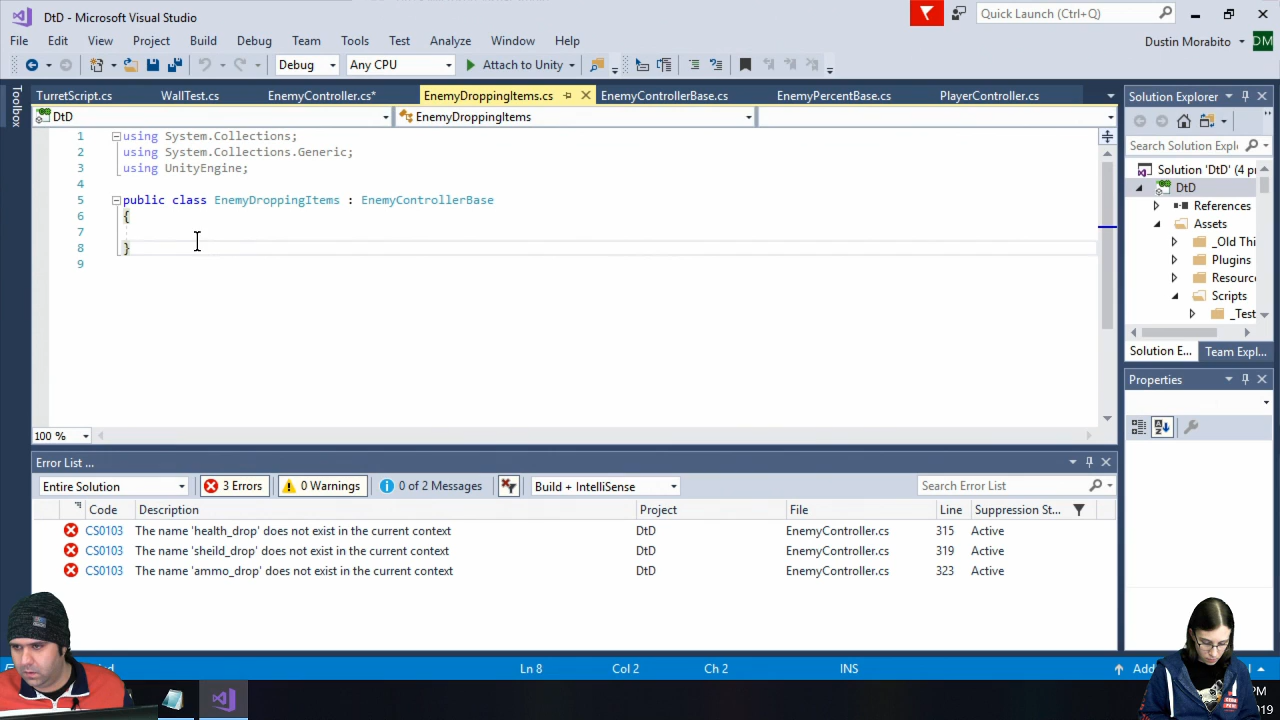 DtD - Microsoft Visual Studio
Quick Launch (Ctrl+Q)
File Edit View Project Build Debug Team Tools Test Analyze Window Help
Dustin Morabito DM
Debug Any CPU Attach to Unity
Toolbox
TurretScript.cs WallTest.cs EnemyController.cs* EnemyDroppingItems.cs EnemyControllerBase.cs EnemyPercentBase.cs PlayerController.cs
DtD EnemyDroppingItems
1 using System.Collections;
2 using System.Collections.Generic;
3 using UnityEngine;
4
5 public class EnemyDroppingItems : EnemyControllerBase
6 {
7
8 }
9
100 %
Solution Explorer
Search Solution Explo
Solution 'DtD' (4 pr
DtD
References
Assets
_Old Thi
Plugins
Resource
Scripts
_Test
Solution E... Team Expl...
Properties
Error List ...
Entire Solution 3 Errors 0 Warnings 0 of 2 Messages Build + IntelliSense Search Error List
Code Description Project File Line Suppression St...
CS0103 The name 'health_drop' does not exist in the current context DtD EnemyController.cs 315 Active
CS0103 The name 'sheild_drop' does not exist in the current context DtD EnemyController.cs 319 Active
CS0103 The name 'ammo_drop' does not exist in the current context DtD EnemyController.cs 323 Active
Ln 8 Col 2 Ch 2 INS